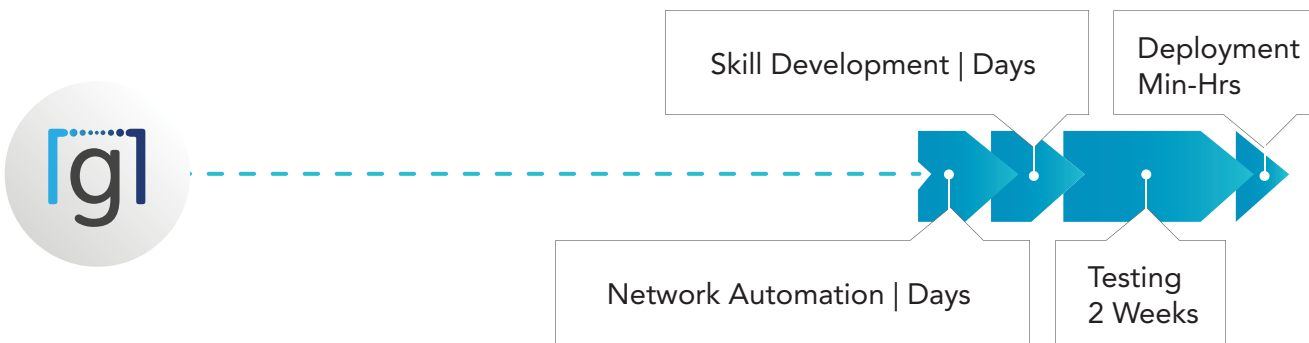 Skill Development | Days
Deployment
Min-Hrs
[g]
Network Automation | Days
Testing
2 Weeks